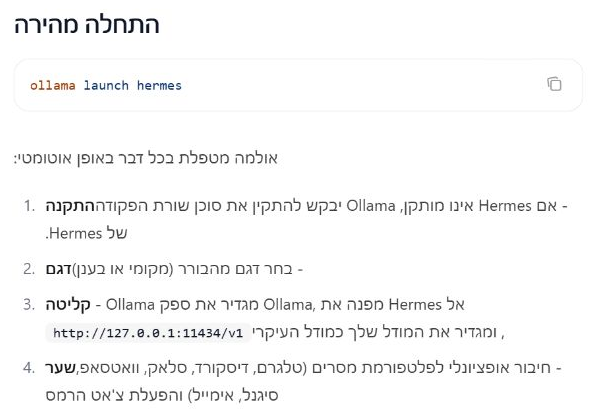 התחלה מהירה
ollama launch hermes
אולמה מטפלת בכל דבר באופן אוטומטי:
1. התקנה - אם Hermes אינו מותקן, Ollama יבקש להתקין את סוכן שורת הפקודה
של Hermes.
2. דגם - בחר דגם מהבורר (מקומי או בענן)
3. קליטה - Ollama מגדיר את ספק Ollama, מפנה את Hermes אל
http://127.0.0.1:11434/v1 , ומגדיר את המודל שלך כמודל העיקרי
4. שער - חיבור אופציונלי לפלטפורמת מסרים (טלגרם, דיסקורד, סלאק, וואטסאפ,
סיגנל, אימייל) והפעלת צ'אט הרמס